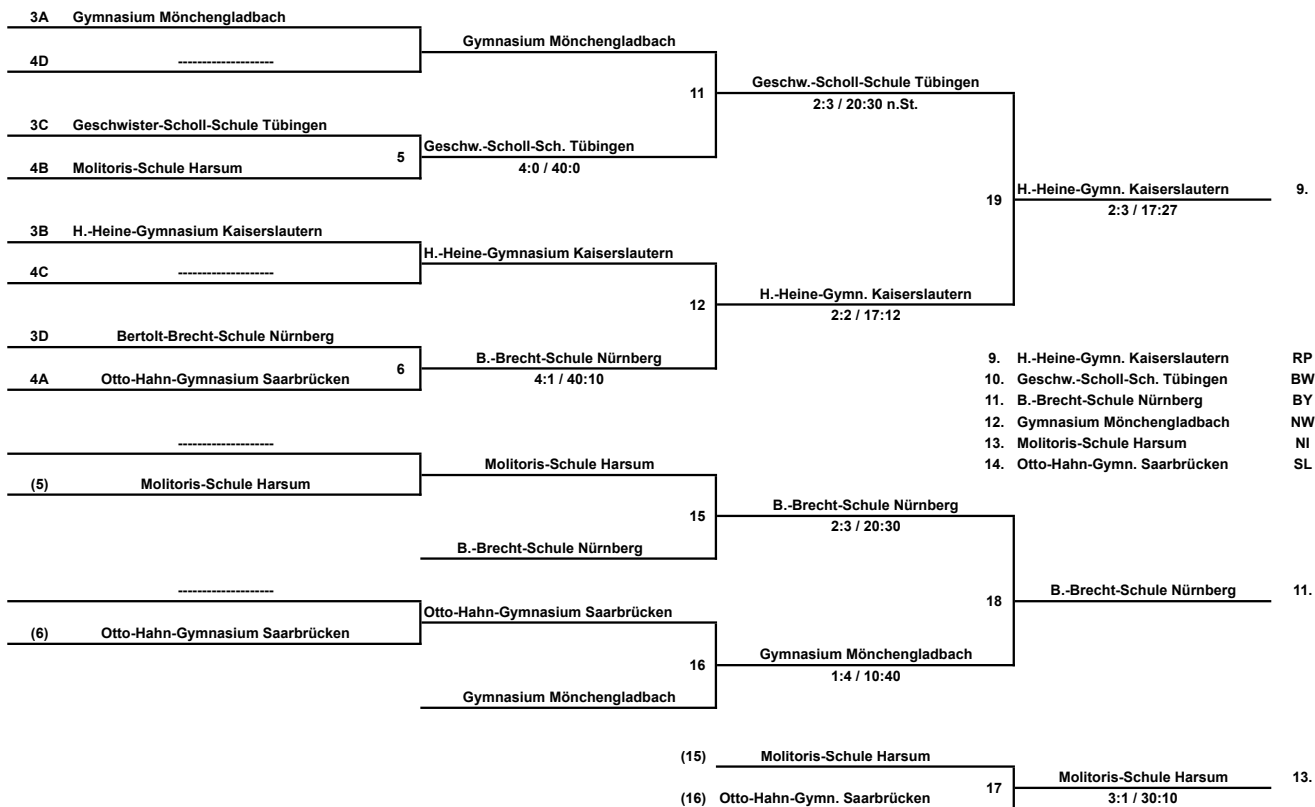 3A Gymnasium Mönchengladbach
Gymnasium Mönchengladbach
4D --------------------
11 Geschw.-Scholl-Schule Tübingen
2:3 / 20:30 n.St.
3C Geschwister-Scholl-Schule Tübingen
5 Geschw.-Scholl-Sch. Tübingen
4B Molitoris-Schule Harsum
4:0 / 40:0
19 H.-Heine-Gymn. Kaiserslautern 9.
2:3 / 17:27
3B H.-Heine-Gymnasium Kaiserslautern
H.-Heine-Gymnasium Kaiserslautern
4C --------------------
12 H.-Heine-Gymn. Kaiserslautern
2:2 / 17:12
3D Bertolt-Brecht-Schule Nürnberg
6 B.-Brecht-Schule Nürnberg
4A Otto-Hahn-Gymnasium Saarbrücken
4:1 / 40:10
9. H.-Heine-Gymn. Kaiserslautern RP
10. Geschw.-Scholl-Sch. Tübingen BW
11. B.-Brecht-Schule Nürnberg BY
12. Gymnasium Mönchengladbach NW
13. Molitoris-Schule Harsum NI
14. Otto-Hahn-Gymn. Saarbrücken SL
--------------------
Molitoris-Schule Harsum
(5) Molitoris-Schule Harsum
15 B.-Brecht-Schule Nürnberg
2:3 / 20:30
B.-Brecht-Schule Nürnberg
--------------------
18 B.-Brecht-Schule Nürnberg 11.
Otto-Hahn-Gymnasium Saarbrücken
(6) Otto-Hahn-Gymnasium Saarbrücken
16 Gymnasium Mönchengladbach
1:4 / 10:40
Gymnasium Mönchengladbach
(15) Molitoris-Schule Harsum
17 Molitoris-Schule Harsum 13.
(16) Otto-Hahn-Gymn. Saarbrücken
3:1 / 30:10